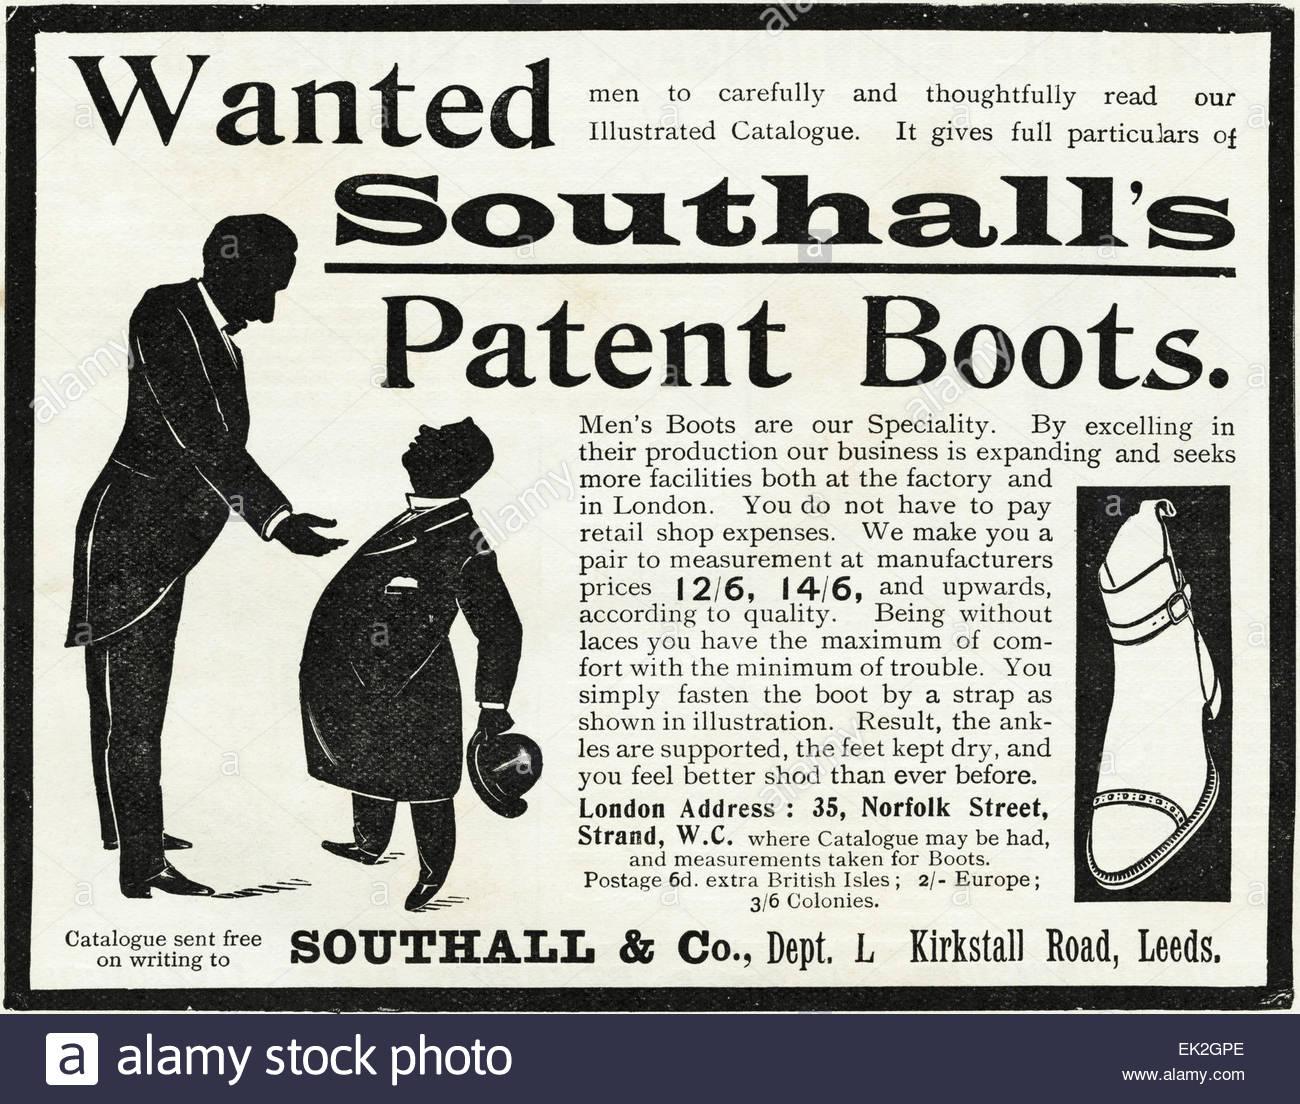 Wanted men to carefully and thoughtfully read our
Illustrated Catalogue. It gives full particulars of
Southall's
Patent Boots.
Men's Boots are our Speciality. By excelling in
their production our business is expanding and seeks
more facilities both at the factory and
in London. You do not have to pay
retail shop expenses. We make you a
pair to measurement at manufacturers
prices 12/6, 14/6, and upwards,
according to quality. Being without
laces you have the maximum of com-
fort with the minimum of trouble. You
simply fasten the boot by a strap as
shown in illustration. Result, the ank-
les are supported, the feet kept dry, and
you feel better shod than ever before.
London Address : 35, Norfolk Street,
Strand, W.C. where Catalogue may be had,
and measurements taken for Boots.
Postage 6d. extra British Isles ; 2/- Europe ;
3/6 Colonies.
Catalogue sent free
on writing to
SOUTHALL & Co., Dept. L Kirkstall Road, Leeds.
a alamy stock photo
EK2GPE
www.alamy.com